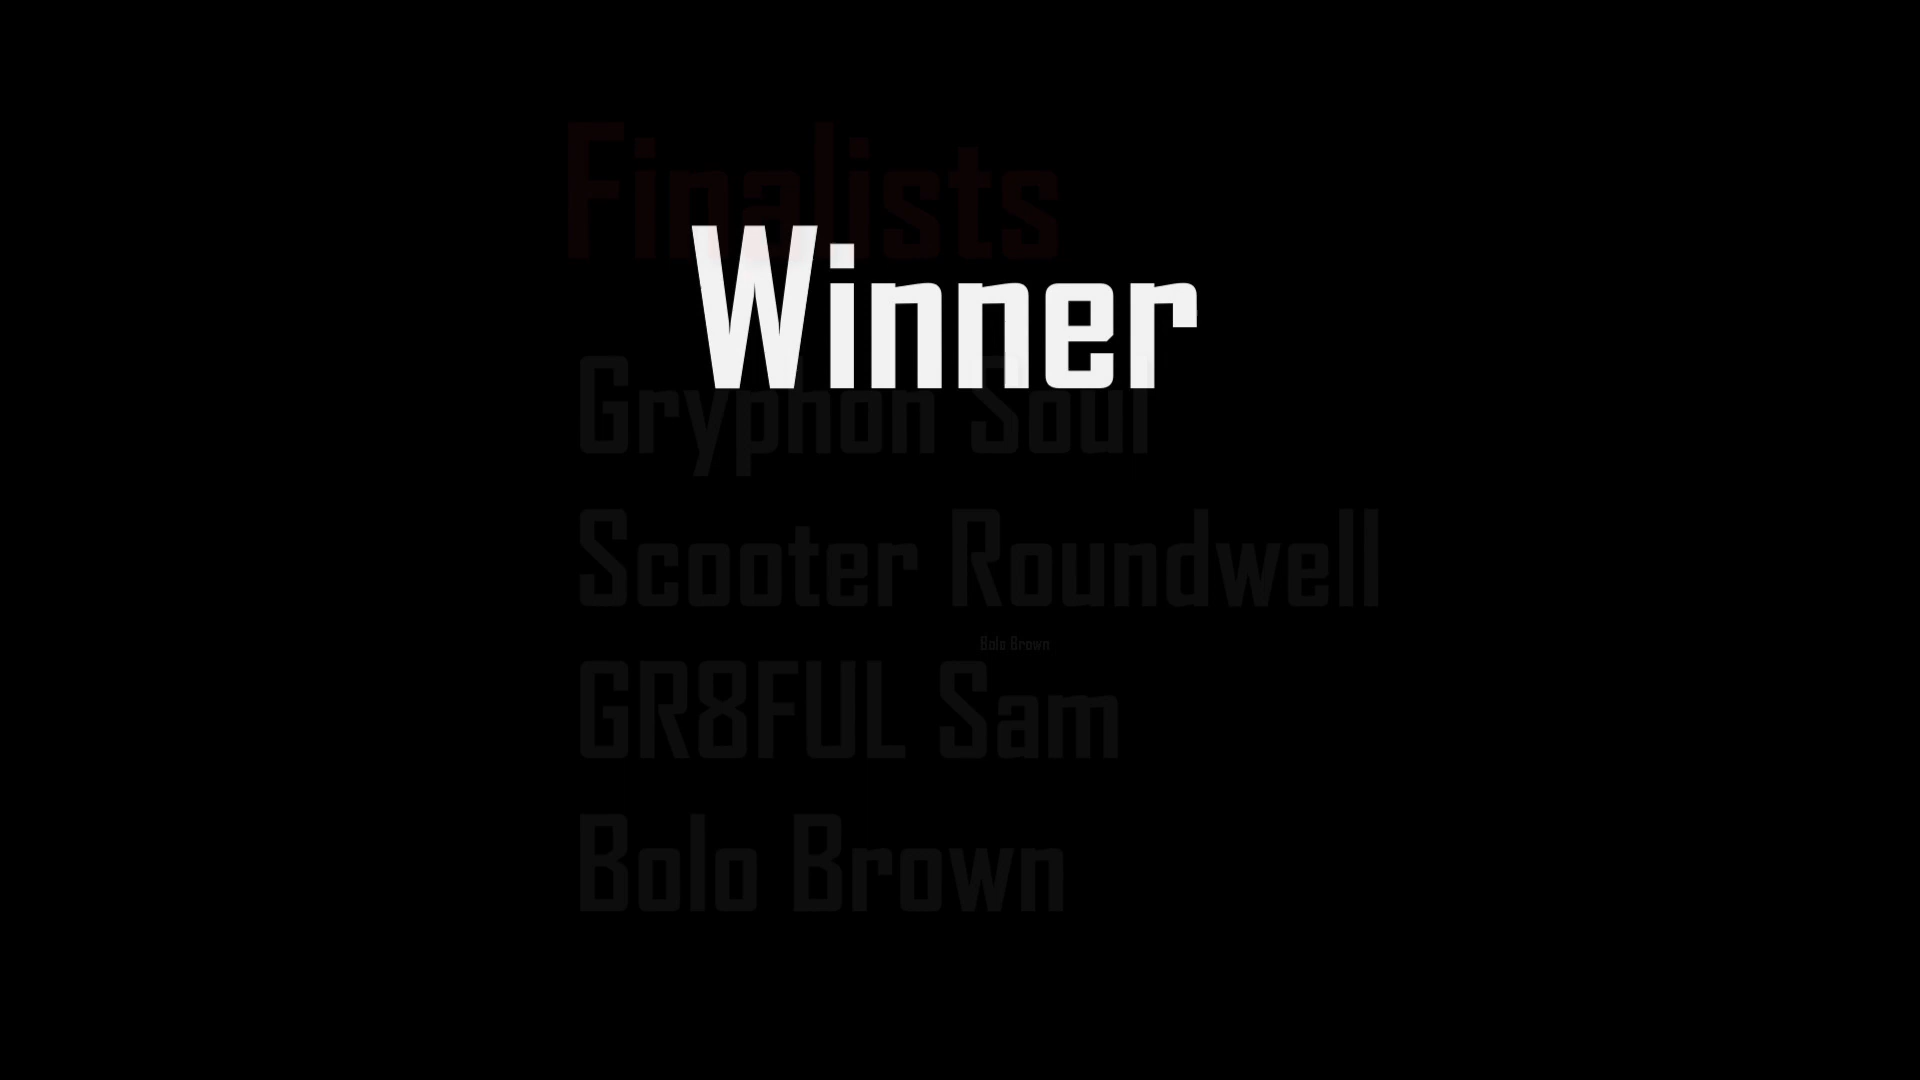 Finalists
Winner
Gryphon Soul
Scooter Roundwell
Bolo Brown
GR8FUL Sam
Bolo Brown